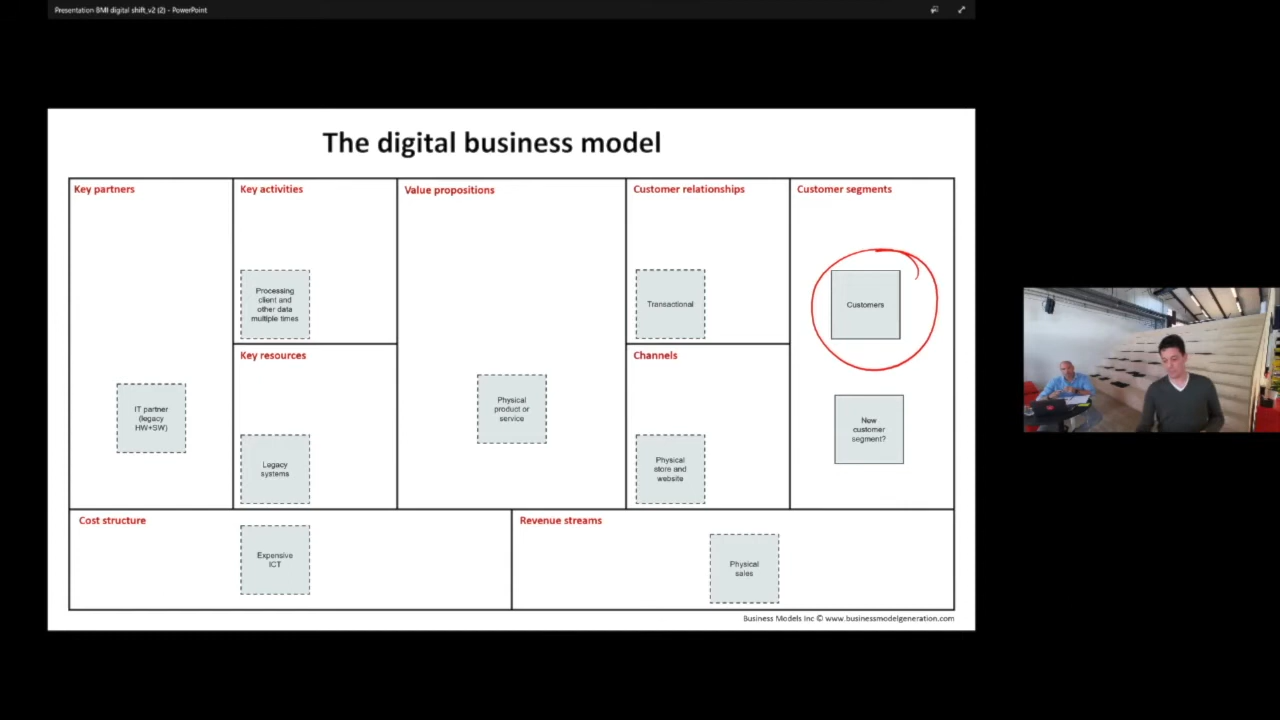 Presentation BMI digital shift_v2 (2) - PowerPoint
The digital business model
Key partners
IT partner
(legacy
HW+SW)
Key activities
Processing
client and
other data
multiple times
Key resources
Legacy
systems
Value propositions
Physical
product or
service
Customer relationships
Transactional
Channels
Physical
store and
website
Customer segments
Customers
New
customer
segment?
Cost structure
Expensive
ICT
Revenue streams
Physical
sales
Business Models Inc © www.businessmodelgeneration.com